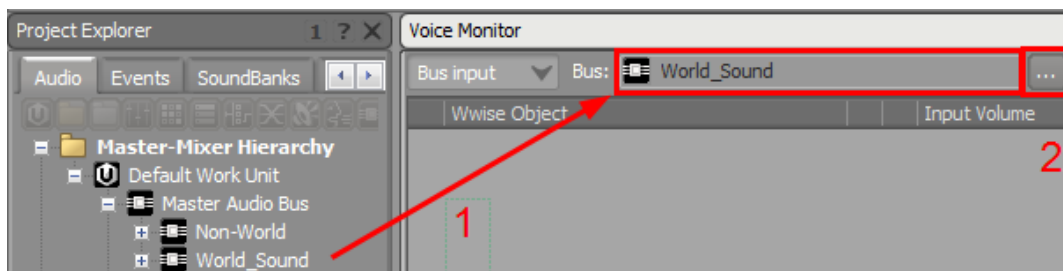 Project Explorer 1 ? X
Audio Events SoundBanks
Master-Mixer Hierarchy
Default Work Unit
Master Audio Bus
Non-World
World_Sound
Voice Monitor
Bus input Bus: World_Sound ...
Wwise Object Input Volume
1
2